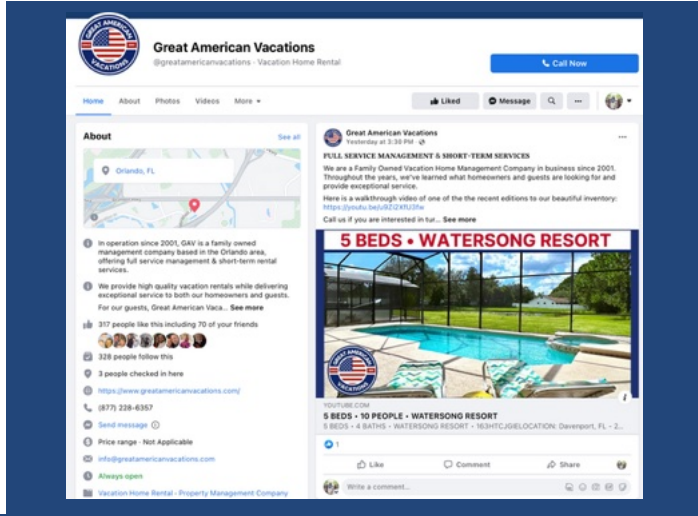 GREAT AMERICAN
VACATIONS
Great American Vacations
@greatamericanvacations · Vacation Home Rental
Call Now
Home About Photos Videos More
Liked Message
About See all
Orlando, FL
In operation since 2001, GAV is a family owned
management company based in the Orlando area,
offering full service management & short-term rental
services.
We provide high quality vacation rentals while delivering
exceptional service to both our homeowners and guests.
For our guests, Great American Vaca... See more
317 people like this including 70 of your friends
328 people follow this
3 people checked in here
https://www.greatamericanvacations.com/
(877) 228-6357
Send message
Price range · Not Applicable
info@greatamericanvacations.com
Always open
Vacation Home Rental · Property Management Company
Great American Vacations
Yesterday at 3:30 PM ·
FULL SERVICE MANAGEMENT & SHORT-TERM SERVICES
We are a Family Owned Vacation Home Management Company in business since 2001.
Throughout the years, we've learned what homeowners and guests are looking for and
provide exceptional service.
Here is a walkthrough video of one of the the recent editions to our beautiful inventory:
Call us if you are interested in tur... See more
5 BEDS • WATERSONG RESORT
GREAT AMERICAN
VACATIONS
YOUTUBE.COM
5 BEDS • 10 PEOPLE • WATERSONG RESORT
5 BEDS • 4 BATHS • WATERSONG RESORT • Davenport, FL - 2...
1
Like Comment Share
Write a comment...